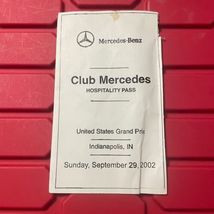 Mercedes-Benz
Club Mercedes
HOSPITALITY PASS
United States Grand Prix
Indianapolis, IN
Sunday, September 29, 2002